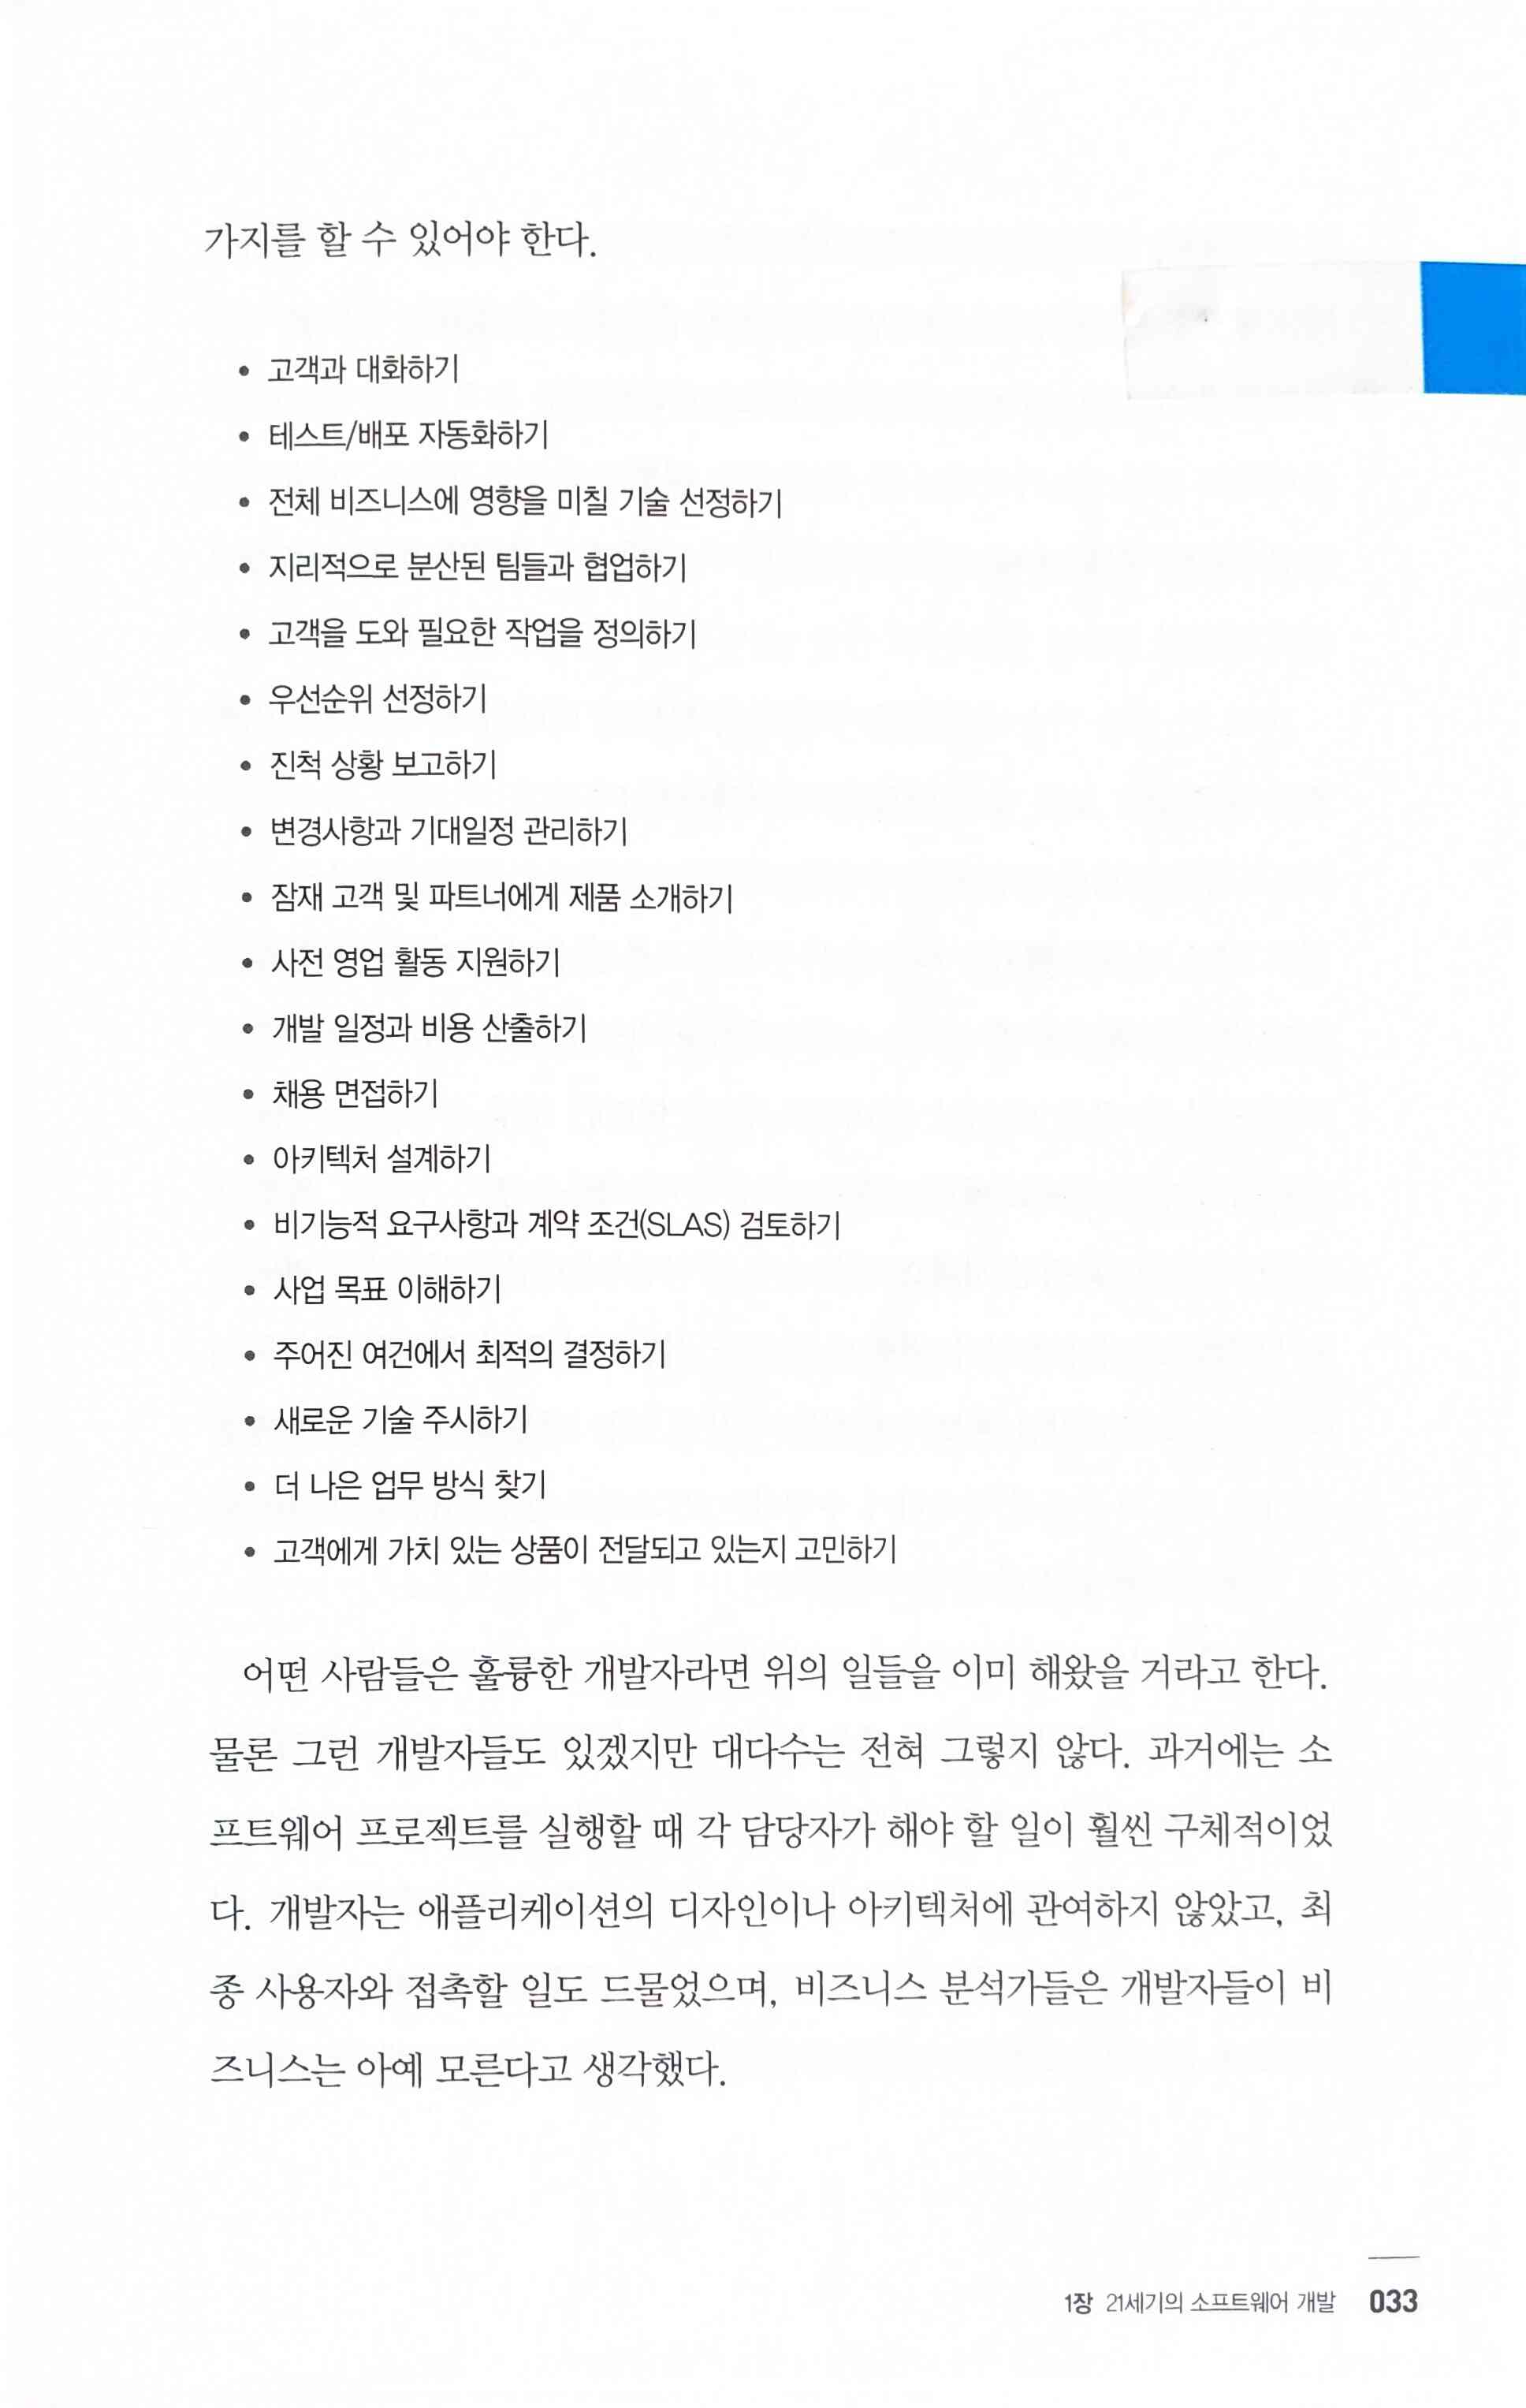 가지를 할 수 있어야 한다.
• 고객과 대화하기
• 테스트/배포 자동화하기
• 전체 비즈니스에 영향을 미칠 기술 선정하기
• 지리적으로 분산된 팀들과 협업하기
• 고객을 도와 필요한 작업을 정의하기
• 우선순위 선정하기
• 진척 상황 보고하기
• 변경사항과 기대일정 관리하기
• 잠재 고객 및 파트너에게 제품 소개하기
• 사전 영업 활동 지원하기
• 개발 일정과 비용 산출하기
• 채용 면접하기
• 아키텍처 설계하기
• 비기능적 요구사항과 계약 조건(SLAS) 검토하기
• 사업 목표 이해하기
• 주어진 여건에서 최적의 결정하기
• 새로운 기술 주시하기
• 더 나은 업무 방식 찾기
• 고객에게 가치 있는 상품이 전달되고 있는지 고민하기
어떤 사람들은 훌륭한 개발자라면 위의 일들을 이미 해왔을 거라고 한다.
물론 그런 개발자들도 있겠지만 대다수는 전혀 그렇지 않다. 과거에는 소
프트웨어 프로젝트를 실행할 때 각 담당자가 해야 할 일이 훨씬 구체적이었
다. 개발자는 애플리케이션의 디자인이나 아키텍처에 관여하지 않았고, 최
종 사용자와 접촉할 일도 드물었으며, 비즈니스 분석가들은 개발자들이 비
즈니스는 아예 모른다고 생각했다.
1장 21세기의 소프트웨어 개발 033